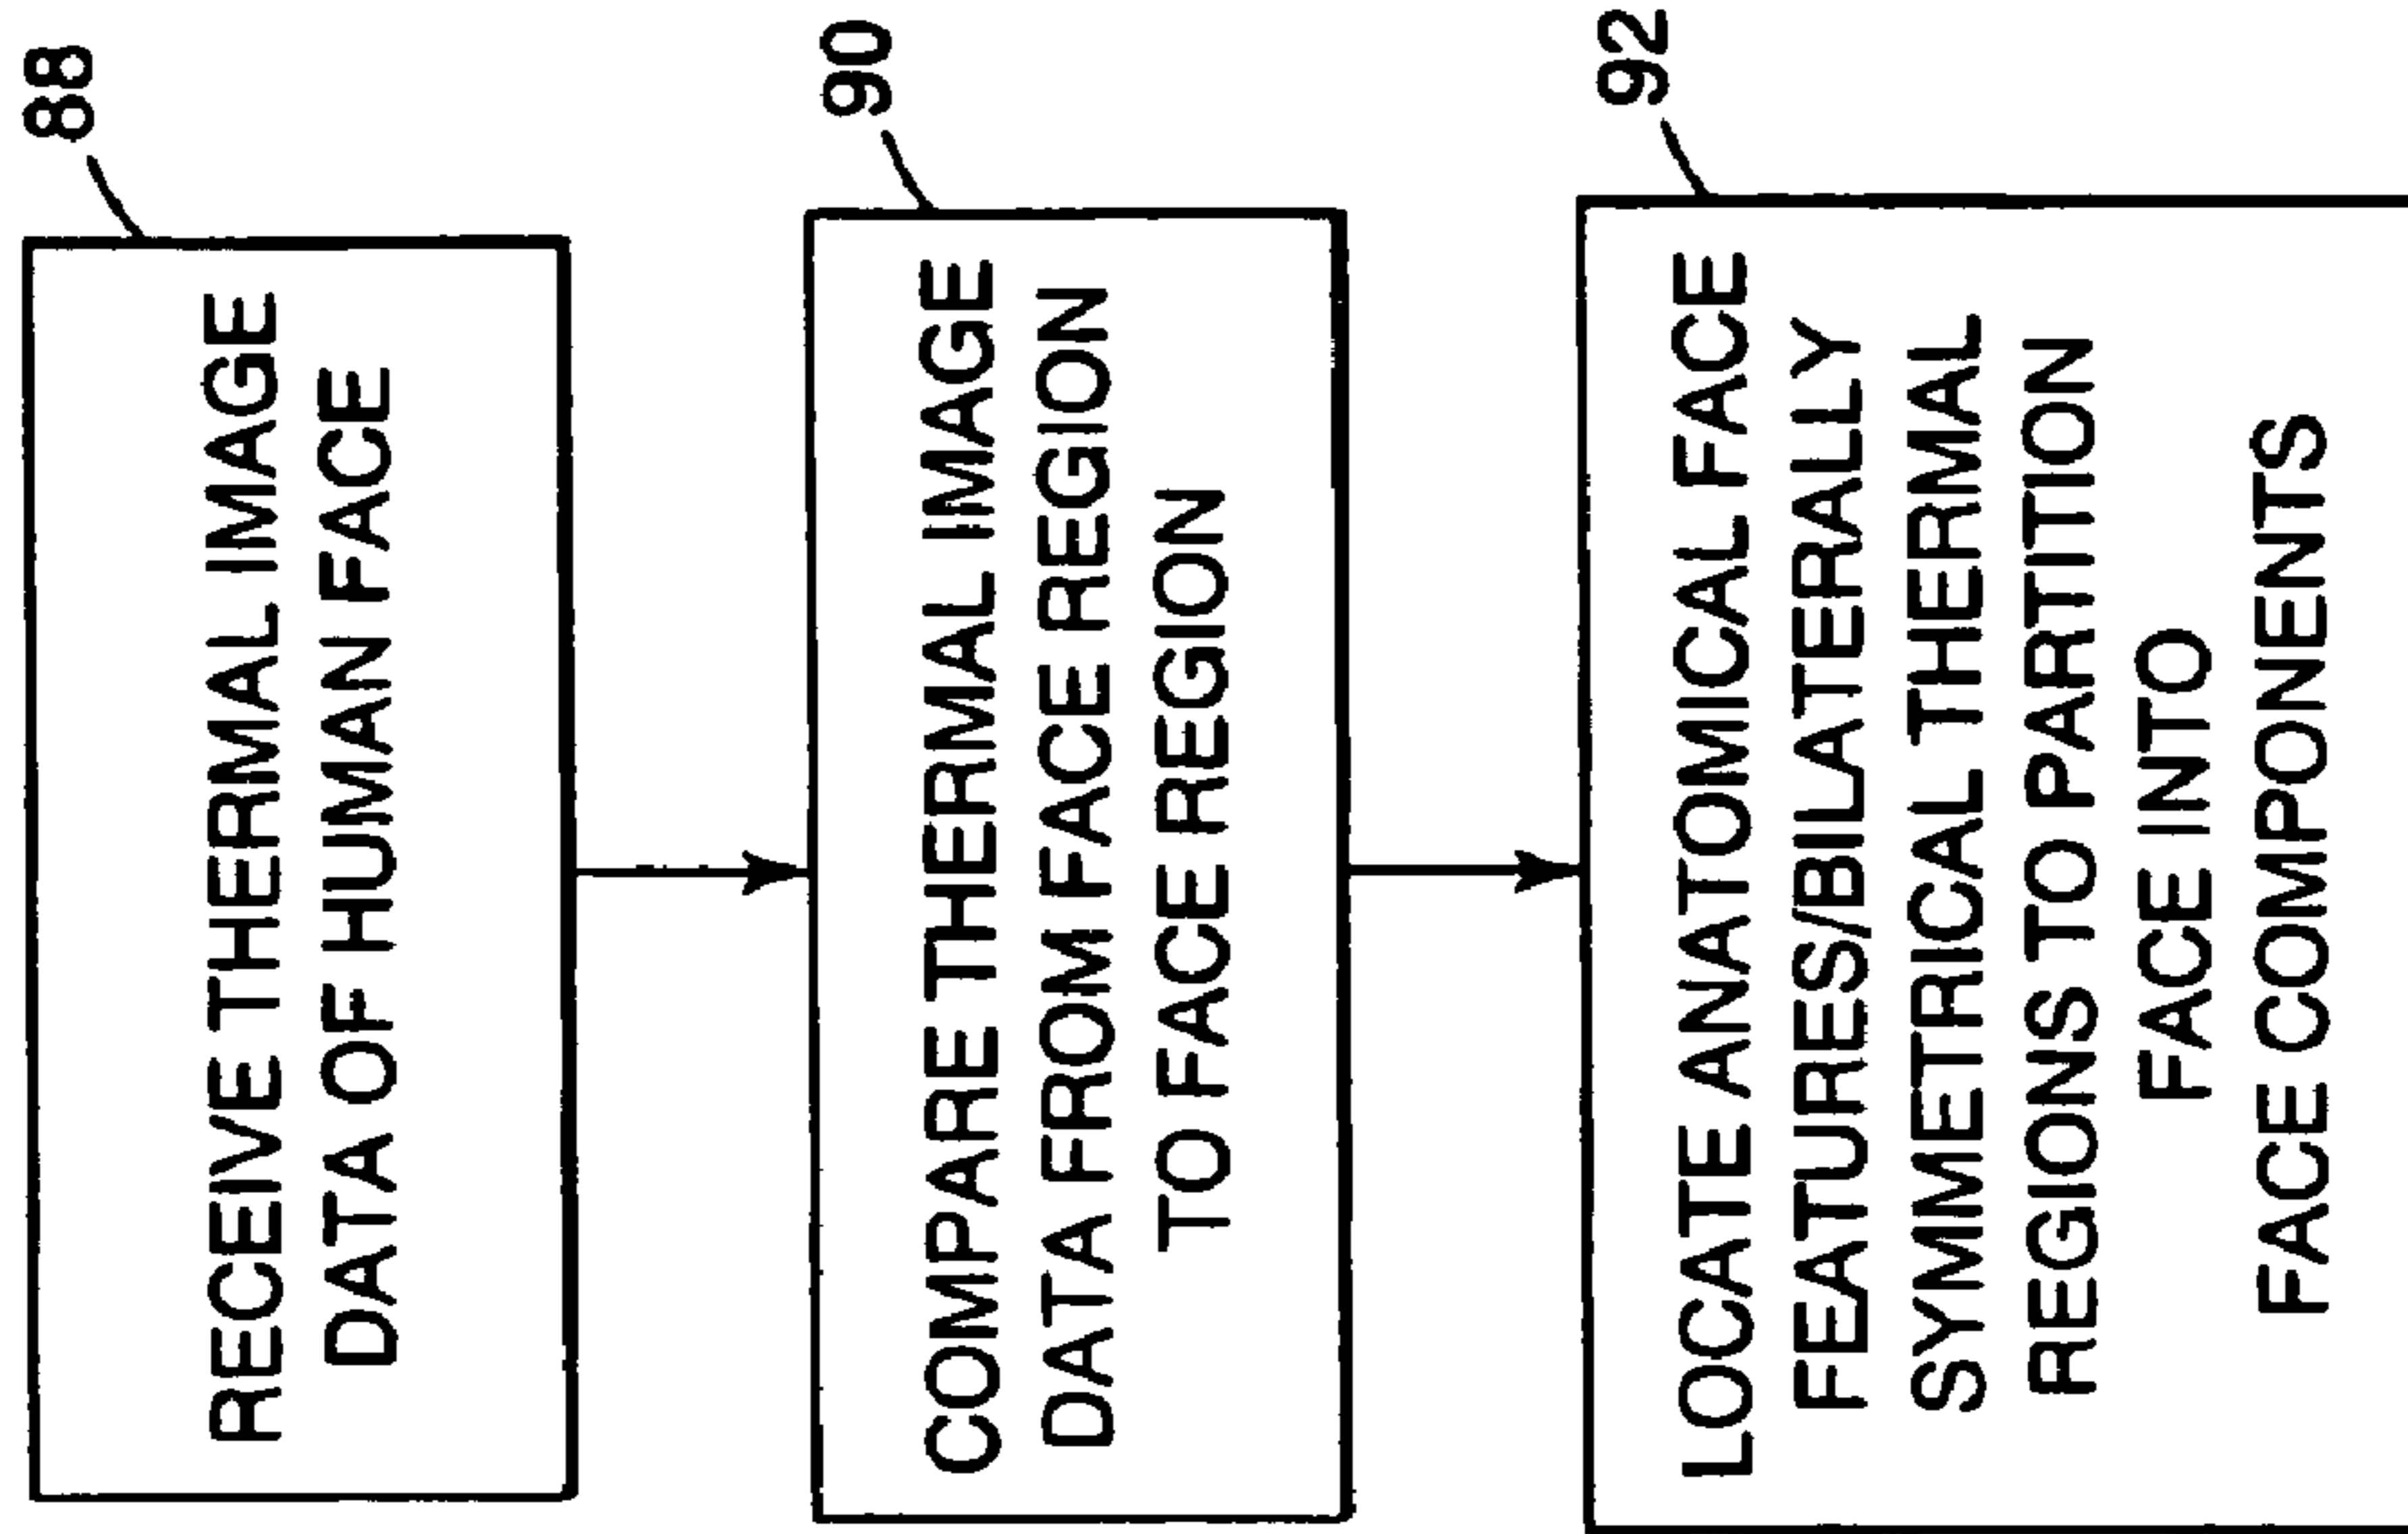 88
RECEIVE THERMAL IMAGE
DATA OF HUMAN FACE
90
COMPARE THERMAL IMAGE
DATA FROM FACE REGION
TO FACE REGION
92
LOCATE ANATOMICAL FACE
FEATURES/BILATERALLY
SYMMETRICAL THERMAL
REGIONS TO PARTITION
FACE INTO
FACE COMPONENTS